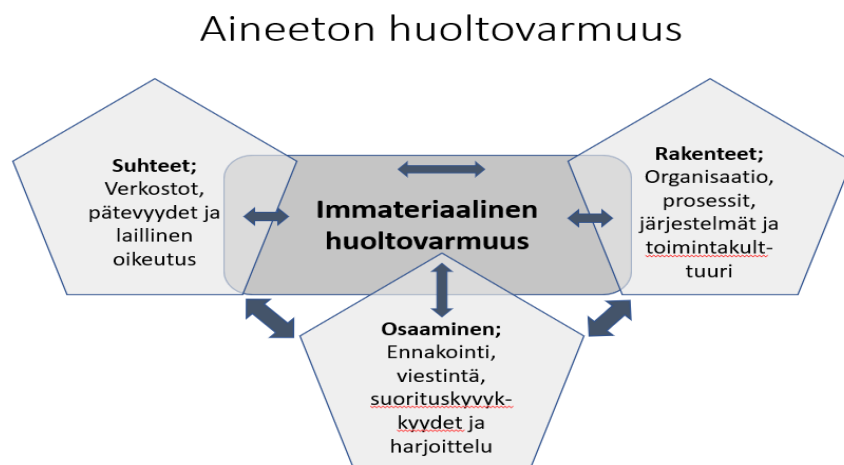 Aineeton huoltovarmuus
Suhteet;
Verkostot,
pätevyydet ja
laillinen
oikeutus
Immateriaalinen
huoltovarmuus
Rakenteet;
Organisaatio,
prosessit,
järjestelmät ja
toimintakult-
tuuri
Osaaminen;
Ennakointi,
viestintä,
suorituskyvyk-
kyydet ja
harjoittelu